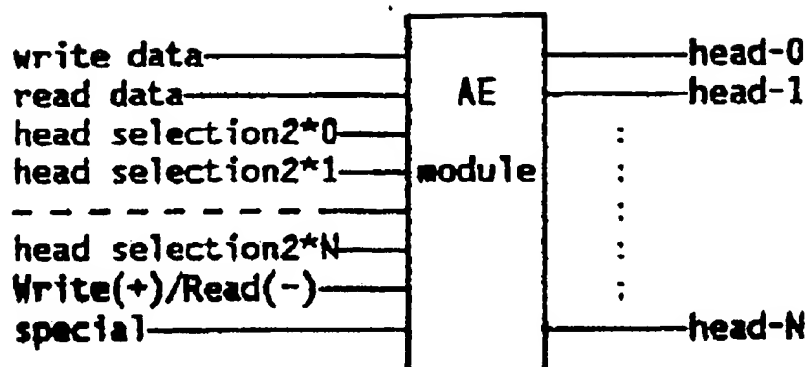 write data head-0
read data AE head-1
head selection2*0 :
head selection2*1 module :
:
head selection2*N :
Write(+)/Read(-) :
special head-N